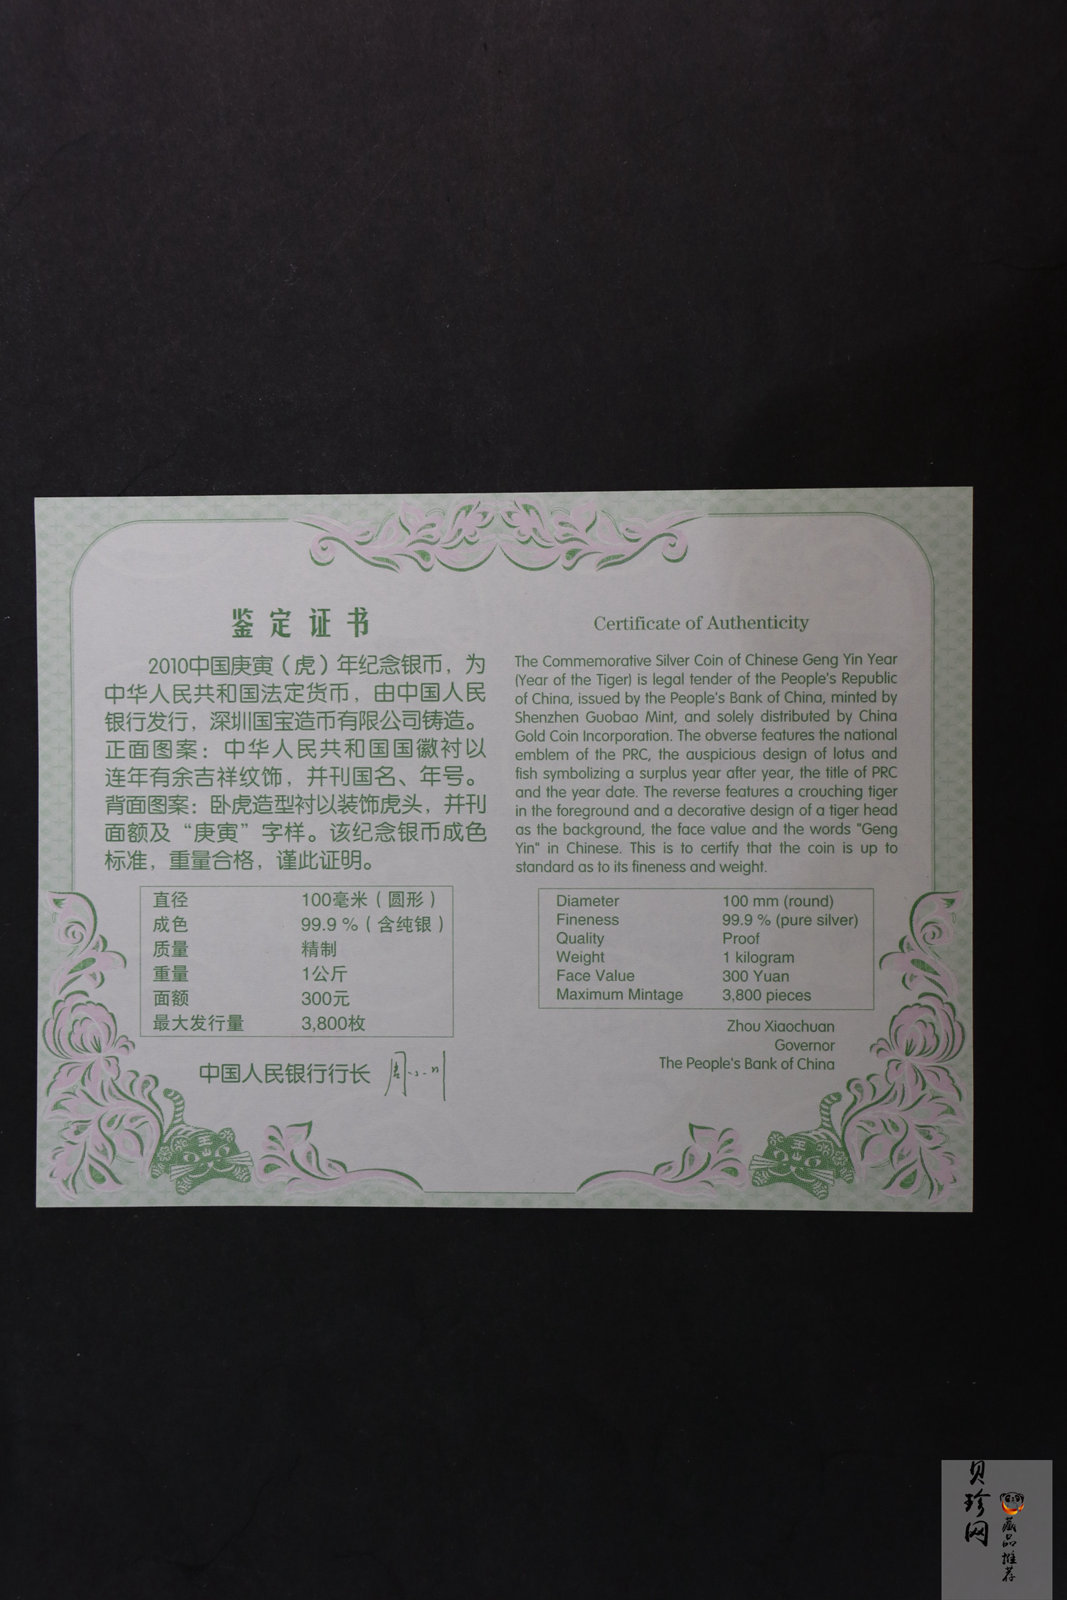 鉴定证书
2010中国庚寅（虎）年纪念银币，为
中华人民共和国法定货币，由中国人民
银行发行，深圳国宝造币有限公司铸造。
正面图案：中华人民共和国国徽衬以
连年有余吉祥纹饰，并刊国名、年号。
背面图案：卧虎造型衬以装饰虎头，并刊
面额及“庚寅”字样。该纪念银币成色
标准，重量合格，谨此证明。
直径 100毫米（圆形）
成色 99.9 %（含纯银）
质量 精制
重量 1公斤
面额 300元
最大发行量 3,800枚
中国人民银行行长 周小川
Certificate of Authenticity
The Commemorative Silver Coin of Chinese Geng Yin Year
(Year of the Tiger) is legal tender of the People's Republic
of China, issued by the People's Bank of China, minted by
Shenzhen Guobao Mint, and solely distributed by China
Gold Coin Incorporation. The obverse features the national
emblem of the PRC, the auspicious design of lotus and
fish symbolizing a surplus year after year, the title of PRC
and the year date. The reverse features a crouching tiger
in the foreground and a decorative design of a tiger head
as the background, the face value and the words "Geng
Yin" in Chinese. This is to certify that the coin is up to
standard as to its fineness and weight.
Diameter 100 mm (round)
Fineness 99.9 % (pure silver)
Quality Proof
Weight 1 kilogram
Face Value 300 Yuan
Maximum Mintage 3,800 pieces
Zhou Xiaochuan
Governor
The People's Bank of China
王
王
贝珍网
藏品推荐